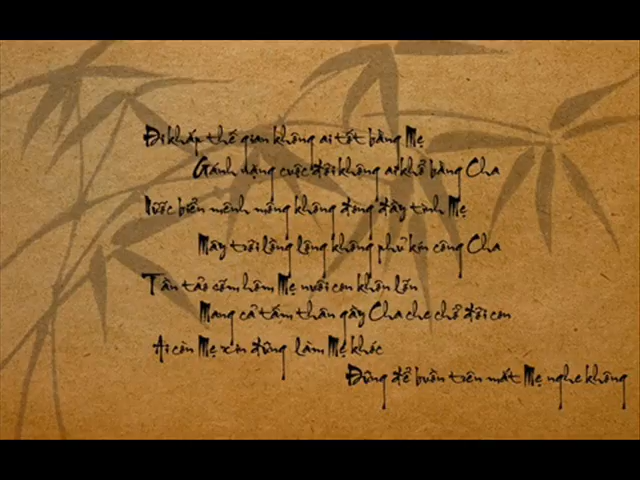 Đi khắp thế gian không ai tốt bằng Mẹ
Gánh nặng cuộc đời không ai khổ bằng Cha
Nước biển mênh mông không đong đầy tình Mẹ
Mây trời lồng lộng không phủ kín công Cha
Tần tảo sớm hôm Mẹ nuôi con khôn lớn
Mang cả tấm thân gầy Cha che chở đời con
Ai còn Mẹ xin đừng làm Mẹ khóc
Đừng để buồn trên mắt Mẹ nghe không